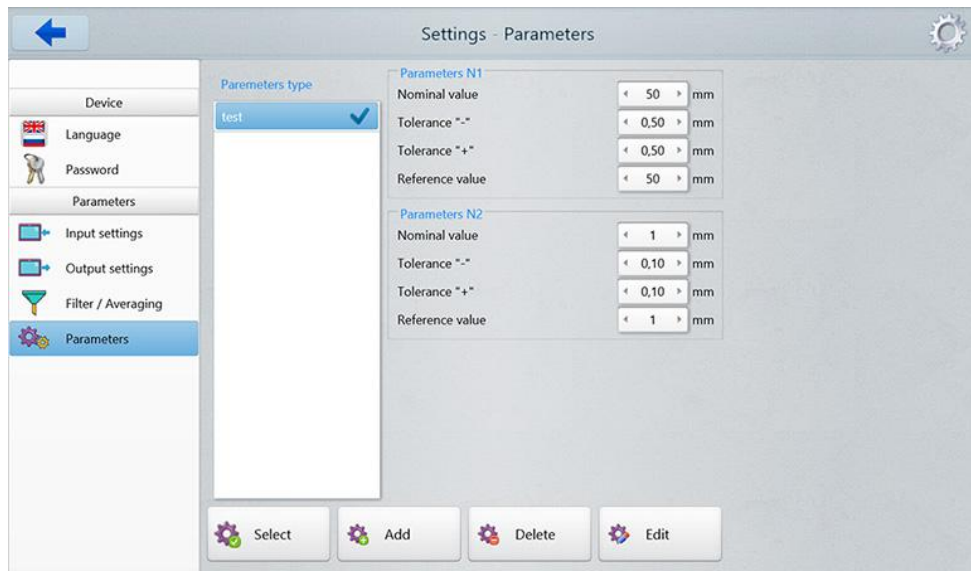 Settings - Parameters
Device
Language
Password
Parameters
Input settings
Output settings
Filter / Averaging
Parameters
Paremeters type
test
Parameters N1
Nominal value 50 mm
Tolerance "-" 0,50 mm
Tolerance "+" 0,50 mm
Reference value 50 mm
Parameters N2
Nominal value 1 mm
Tolerance "-" 0,10 mm
Tolerance "+" 0,10 mm
Reference value 1 mm
Select
Add
Delete
Edit